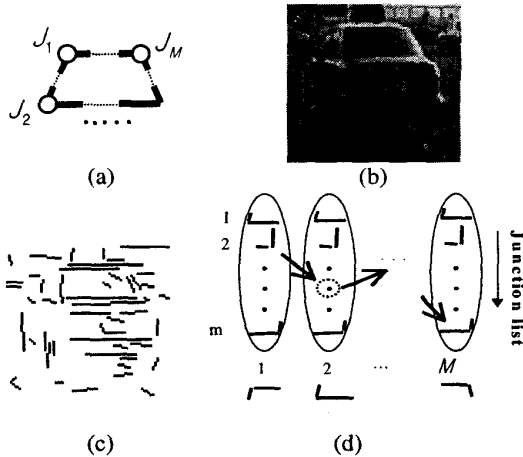 J1
JM
J2
(a)
(b)
1
2
m
Junction list
1 2 ... M
(c)
(d)